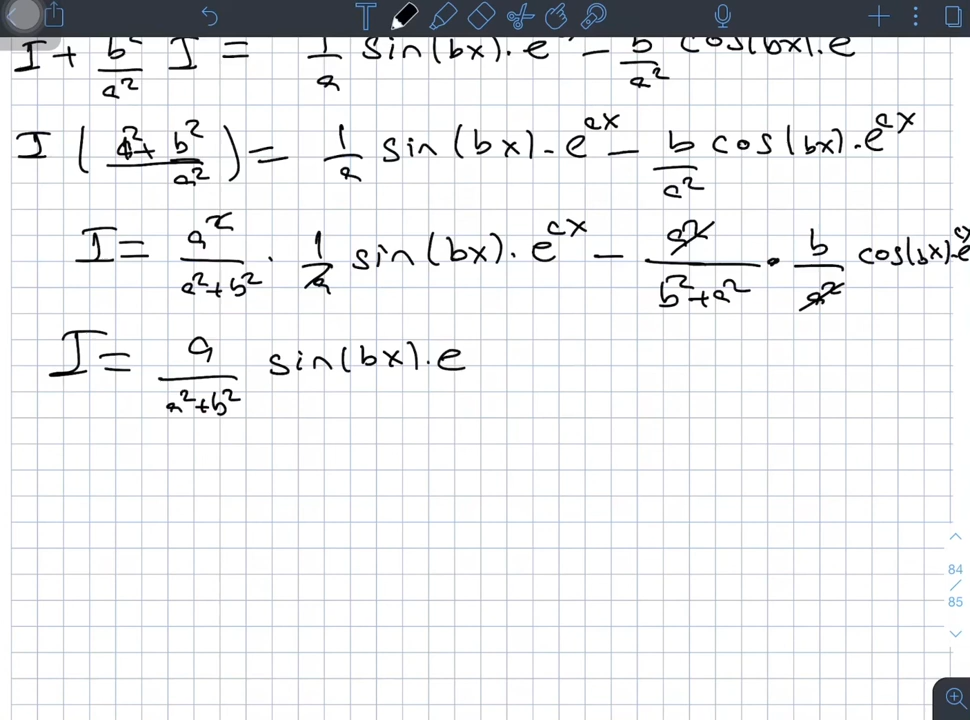 I + b²/a² I = 1/a sin(bx).e - b/a² cos(bx).e
I ( a²+ b² / a² ) = 1/a sin(bx) - e^ax - b/a² cos(bx).e^ax
I = a²/a²+b² . 1/a sin(bx). e^ax - a²/b²+a² . b/a² cos(bx)-e^ax
I = a/a²+b² sin(bx).e
84
/
85
T